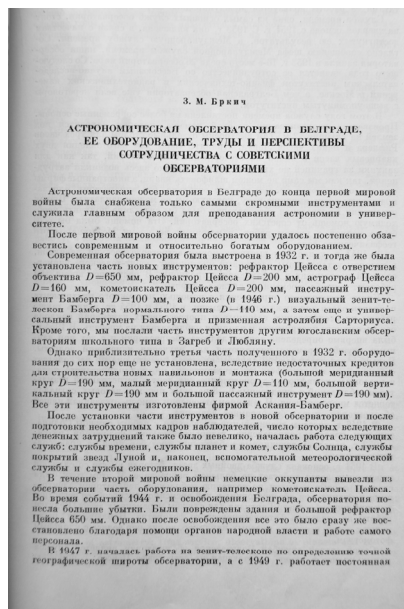 З. М. Бркич
АСТРОНОМИЧЕСКАЯ ОБСЕРВАТОРИЯ В БЕЛГРАДЕ,
ЕЕ ОБОРУДОВАНИЕ, ТРУДЫ И ПЕРСПЕКТИВЫ
СОТРУДНИЧЕСТВА С СОВЕТСКИМИ
ОБСЕРВАТОРИЯМИ
Астрономическая обсерватория в Белграде до конца первой мировой
войны была снабжена только самыми скромными инструментами и
служила главным образом для преподавания астрономии в универ-
ситете.
После первой мировой войны обсерватории удалось постепенно обза-
вестись современным и относительно богатым оборудованием.
Современная обсерватория была выстроена в 1932 г. и тогда же была
установлена часть новых инструментов: рефрактор Цейсса с отверстием
объектива D=650 мм, рефрактор Цейсса D=200 мм, астрограф Цейсса
D=160 мм, кометоискатель Цейсса D=200 мм, пассажный инстру-
мент Бамберга D=100 мм, а позже (в 1946 г.) визуальный зенит-те-
лескоп Бамберга нормального типа D=110 мм, а затем еще и универ-
сальный инструмент Бамберга и призменная астролябия Сарториуса.
Кроме того, мы послали часть инструментов другим югославским обсер-
ваториям школьного типа в Загреб и Любляну.
Однако приблизительно третья часть полученного в 1932 г. оборудо-
вания до сих пор еще не установлена, вследствие недостаточных кредитов
для строительства новых павильонов и монтажа (большой меридианный
круг D=190 мм, малый меридианный круг D=110 мм, большой верти-
кальный круг D=190 мм и большой пассажный инструмент D=190 мм).
Все эти инструменты изготовлены фирмой Аскания-Бамберг.
После установки части инструментов в новой обсерватории и после
подготовки необходимых кадров наблюдателей, число которых вследствие
денежных затруднений также было невелико, началась работа следующих
служб: службы времени, службы планет и комет, службы Солнца, службы
покрытий звезд Луной и, наконец, вспомогательной метеорологической
службы и службы ежегодников.
В течение второй мировой войны немецкие оккупанты вывезли из
обсерватории часть оборудования, например кометоискатель Цейсса.
Во время событий 1944 г. и освобождения Белграда, обсерватория по-
несла большие убытки. Были повреждены здания и большой рефрактор
Цейсса 650 мм. Однако после освобождения все это было сразу же вос-
становлено благодаря помощи органов народной власти и работе самого
персонала.
В 1947 г. началась работа на зенит-телескопе по определению точной
географической широты обсерватории, а с 1949 г. работает постоянная